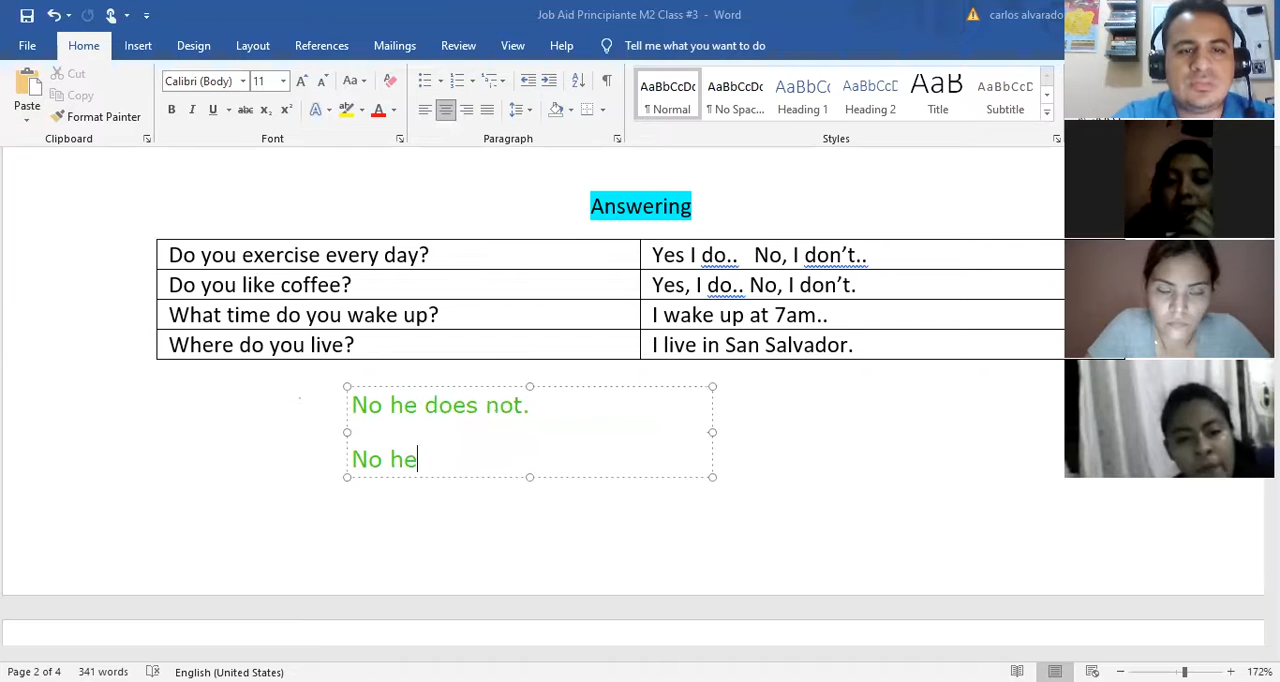 Job Aid Principiante M2 Class #3 - Word
carlos alvarado
File Home Insert Design Layout References Mailings Review View Help Tell me what you want to do
Paste
Cut
Copy
Format Painter
Clipboard
Calibri (Body) 11
Font
Paragraph
AaBbCcDc AaBbCcDc AaBbCc AaBbCcD AaB AaBbCcD
¶ Normal ¶ No Spac... Heading 1 Heading 2 Title Subtitle
Styles
Answering
Do you exercise every day? Yes I do.. No, I don’t..
Do you like coffee? Yes, I do.. No, I don’t.
What time do you wake up? I wake up at 7am..
Where do you live? I live in San Salvador.
No he does not.
No he
Page 2 of 4 341 words English (United States) 172%